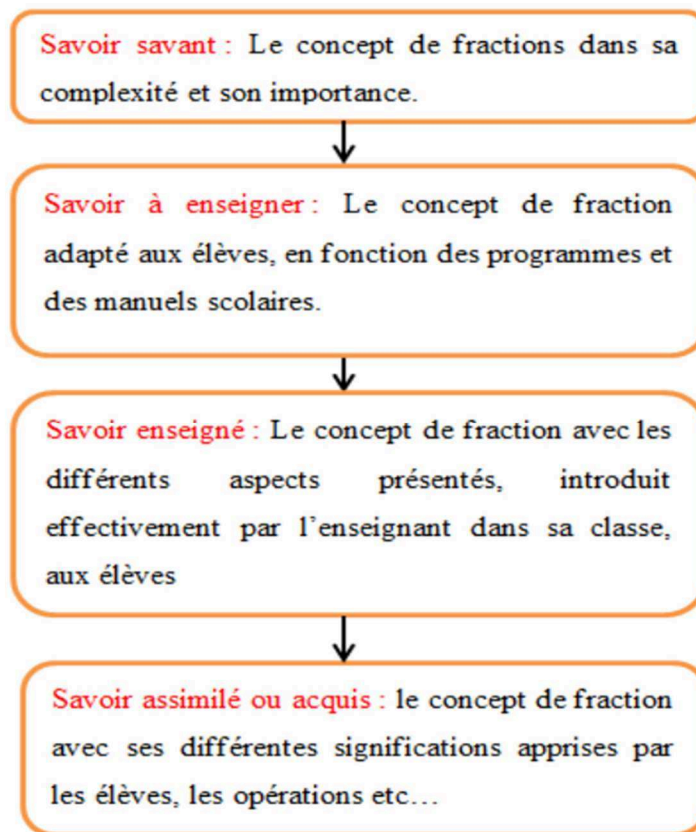 Savoir savant : Le concept de fractions dans sa
complexité et son importance.
Savoir à enseigner : Le concept de fraction
adapté aux élèves, en fonction des programmes et
des manuels scolaires.
Savoir enseigné : Le concept de fraction avec les
différents aspects présentés, introduit
effectivement par l'enseignant dans sa classe,
aux élèves
Savoir assimilé ou acquis : le concept de fraction
avec ses différentes significations apprises par
les élèves, les opérations etc…